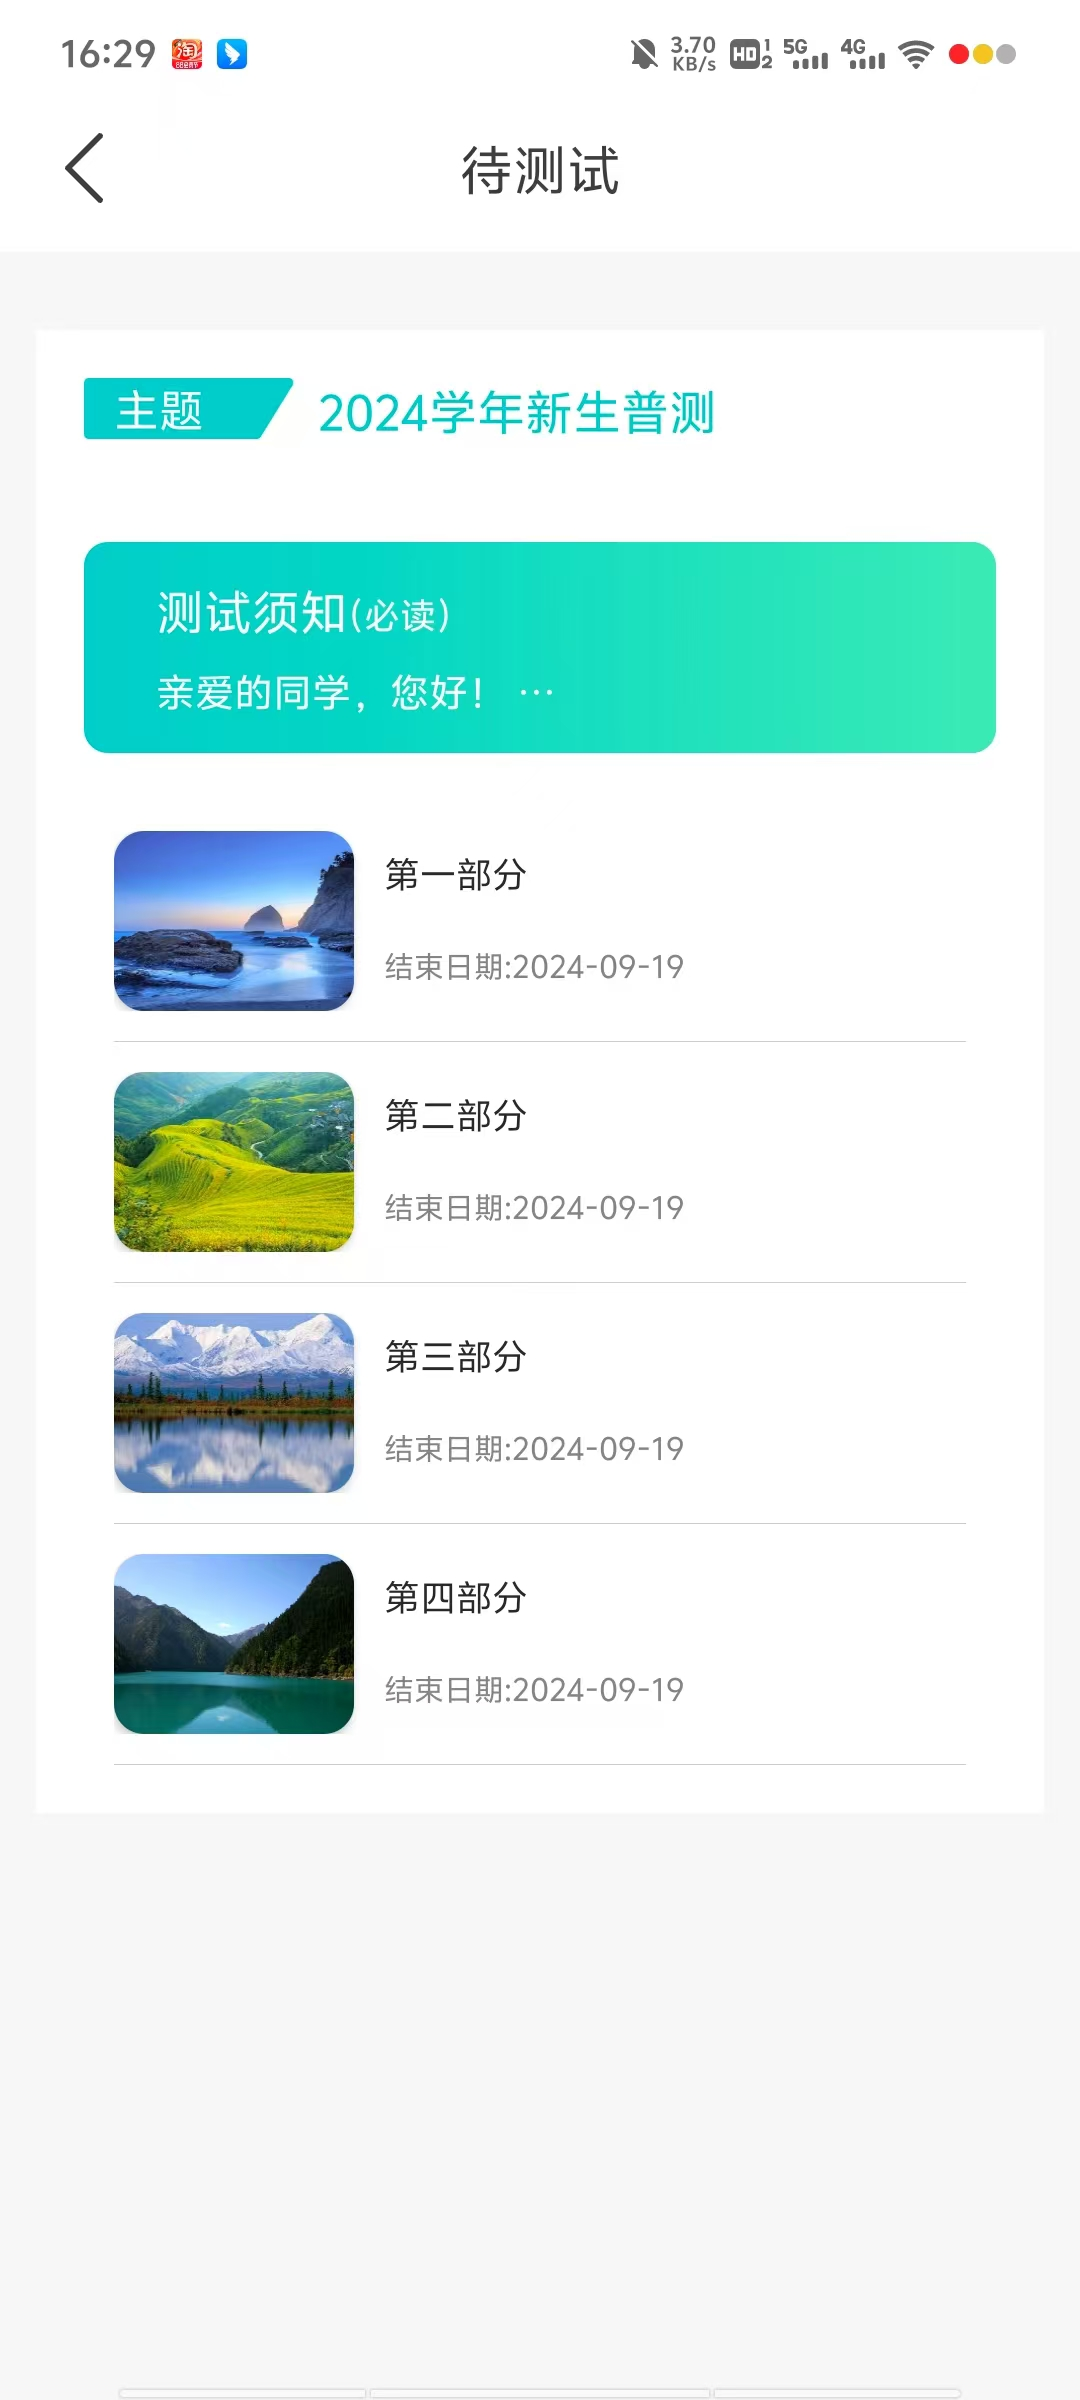 16:29
3.70 KB/s HD 1 2 5G 4G
待测试
主题
2024学年新生普测
测试须知(必读)
亲爱的同学，您好！ ···
第一部分
结束日期:2024-09-19
第二部分
结束日期:2024-09-19
第三部分
结束日期:2024-09-19
第四部分
结束日期:2024-09-19